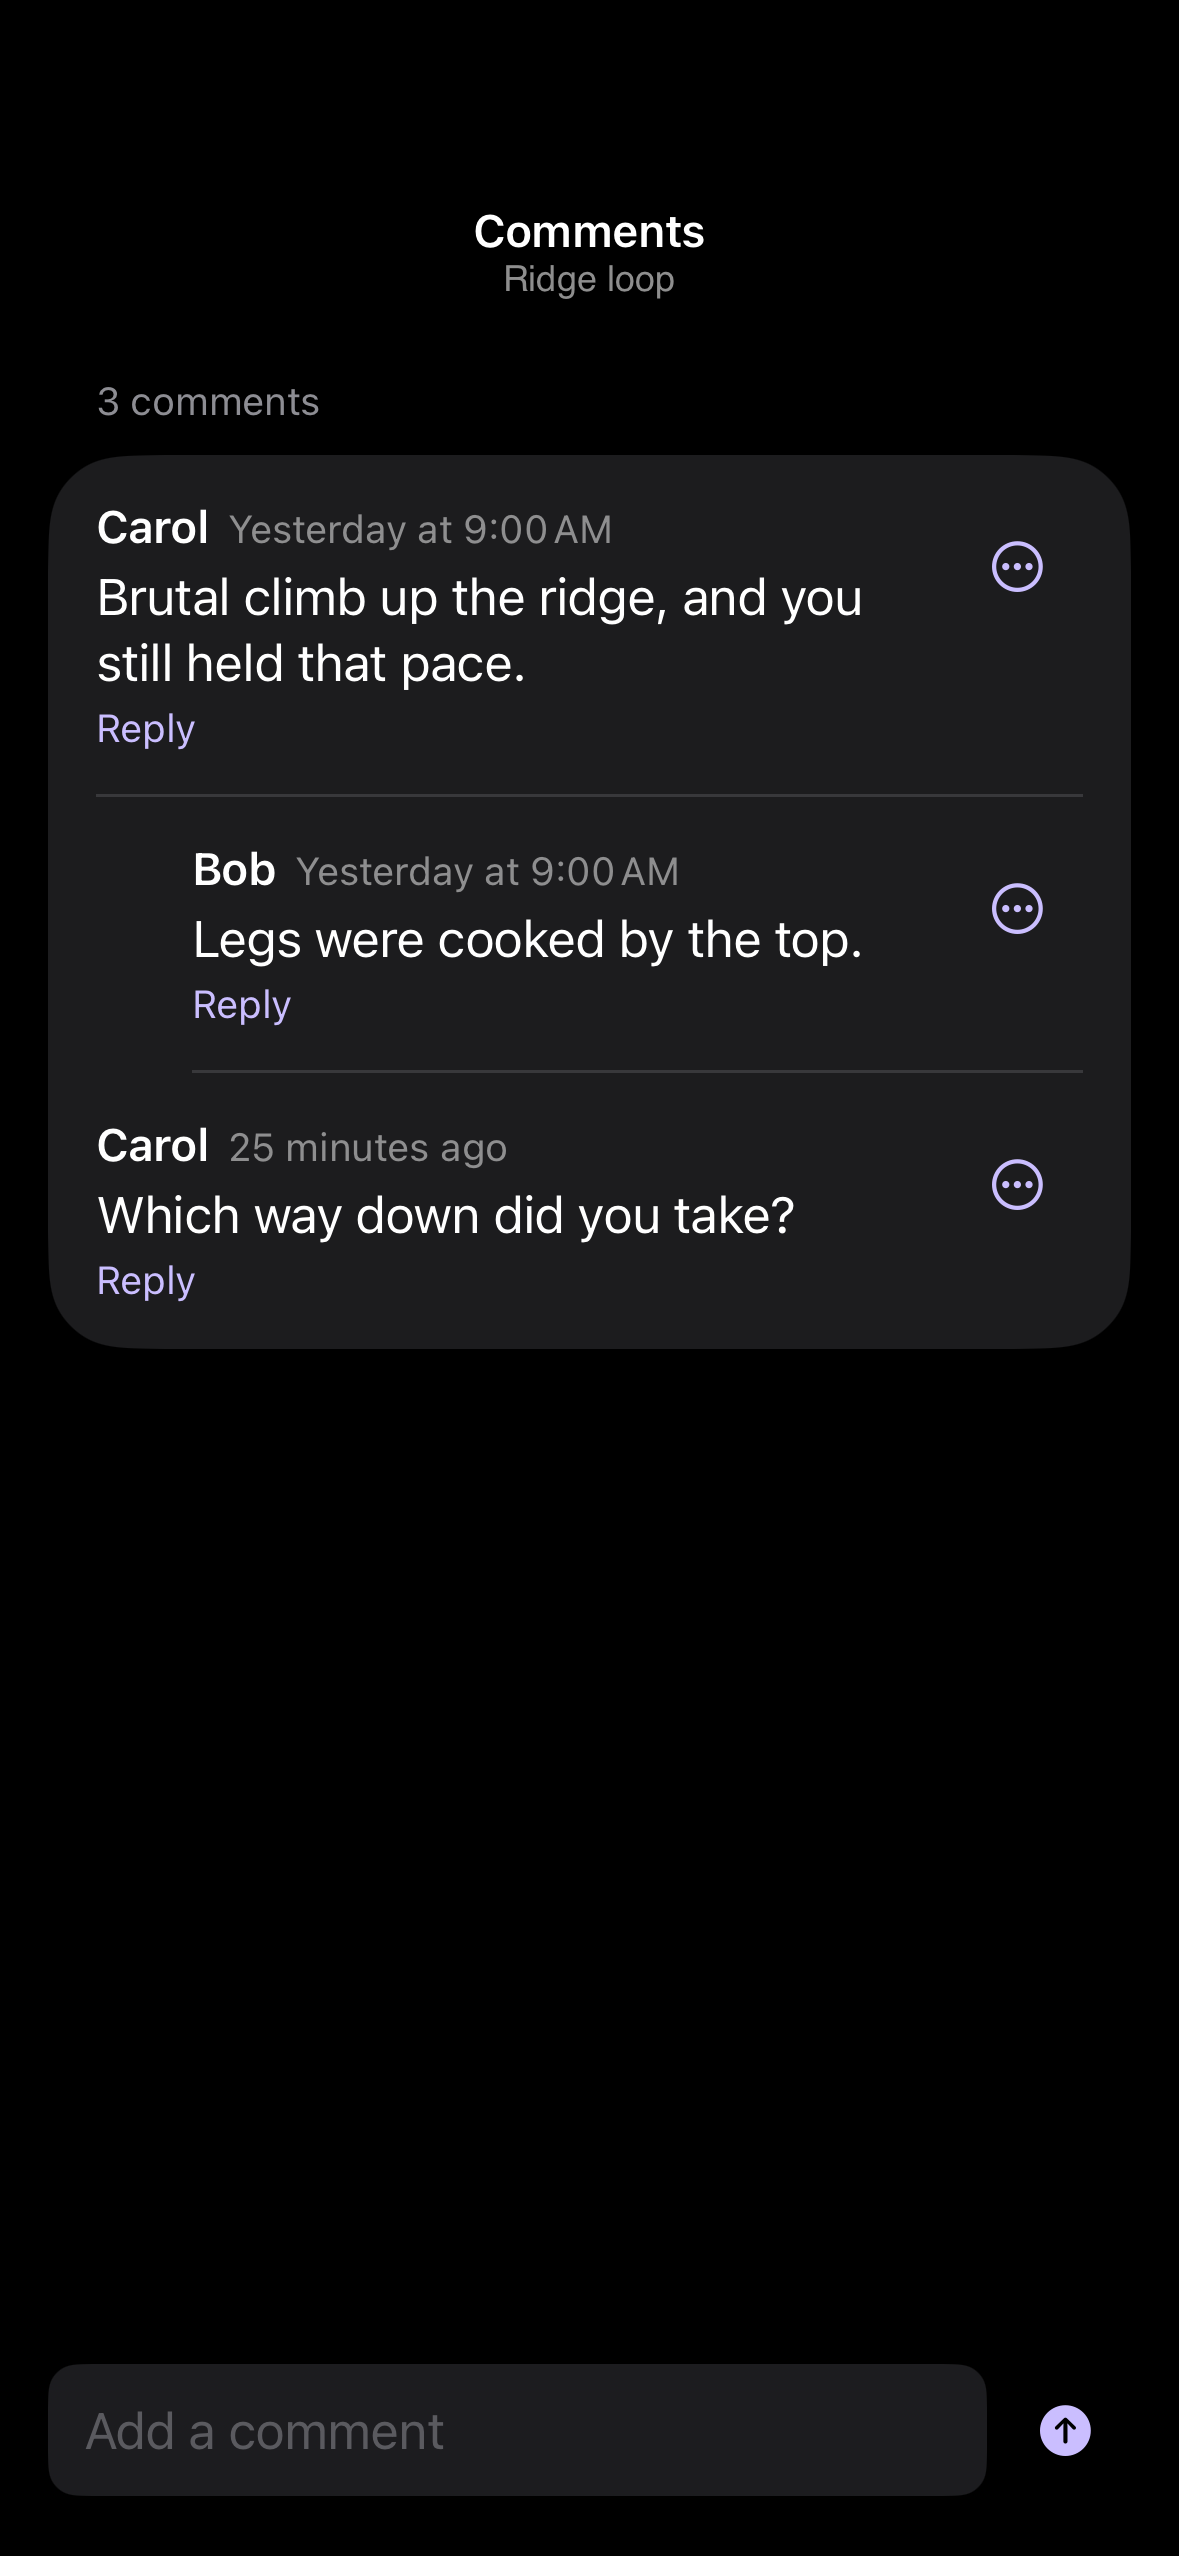 Comments
Ridge loop
3 comments
Carol Yesterday at 9:00 AM
Brutal climb up the ridge, and you
still held that pace.
Reply
Bob Yesterday at 9:00 AM
Legs were cooked by the top.
Reply
Carol 25 minutes ago
Which way down did you take?
Reply
Add a comment